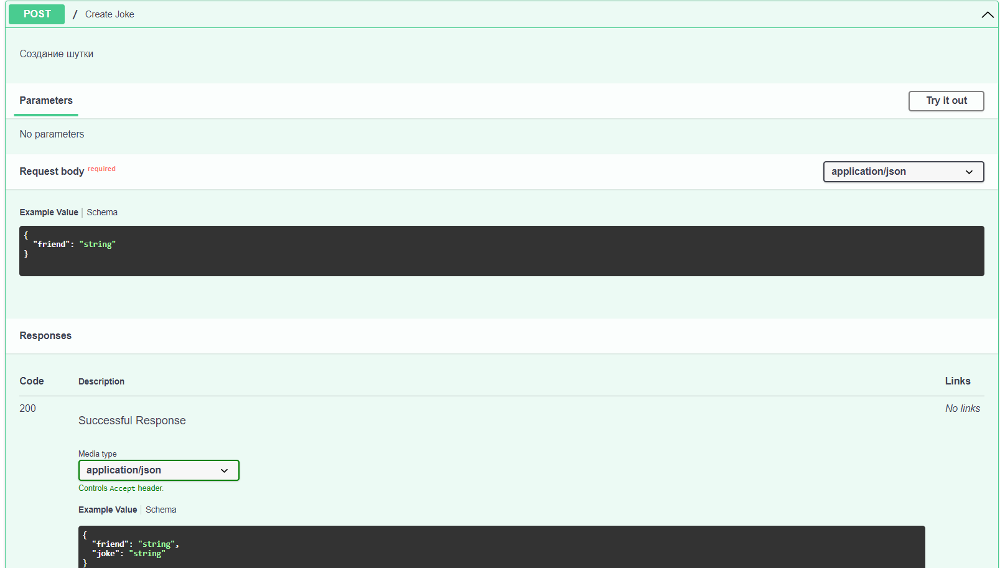 POST / Create Joke
Создание шутки
Parameters
Try it out
No parameters
Request body required
application/json
Example Value | Schema
{
  "friend": "string"
}
Responses
Code Description Links
200
Successful Response
No links
Media type
application/json
Controls Accept header.
Example Value | Schema
{
  "friend": "string",
  "joke": "string"
}